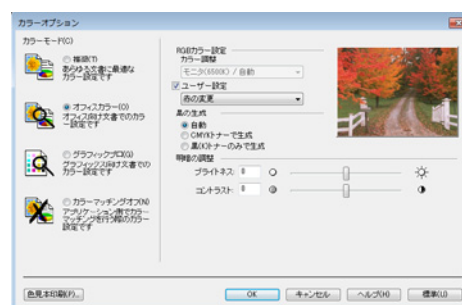 カラーオプション
カラーモード(C)
推奨(T)
あらゆる文書に最適な
カラー設定です
オフィスカラー(O)
オフィス向け文書でのカラ
ー設定です
グラフィックプロ(G)
グラフィックス向け文書での
カラー設定です
カラーマッチングオフ(N)
アプリケーション側でカラー
マッチングを行う際のカラー
設定です
RGBカラー設定
カラー調整
モニタ(6500K) / 自動
ユーザー設定
赤の変更
黒の生成
自動
CMYKトナーで生成
黒(K)トナーのみで生成
明暗の調整
ブライトネス: 0
コントラスト: 0
色見本印刷(P)...
OK
キャンセル
ヘルプ(H)
標準(U)